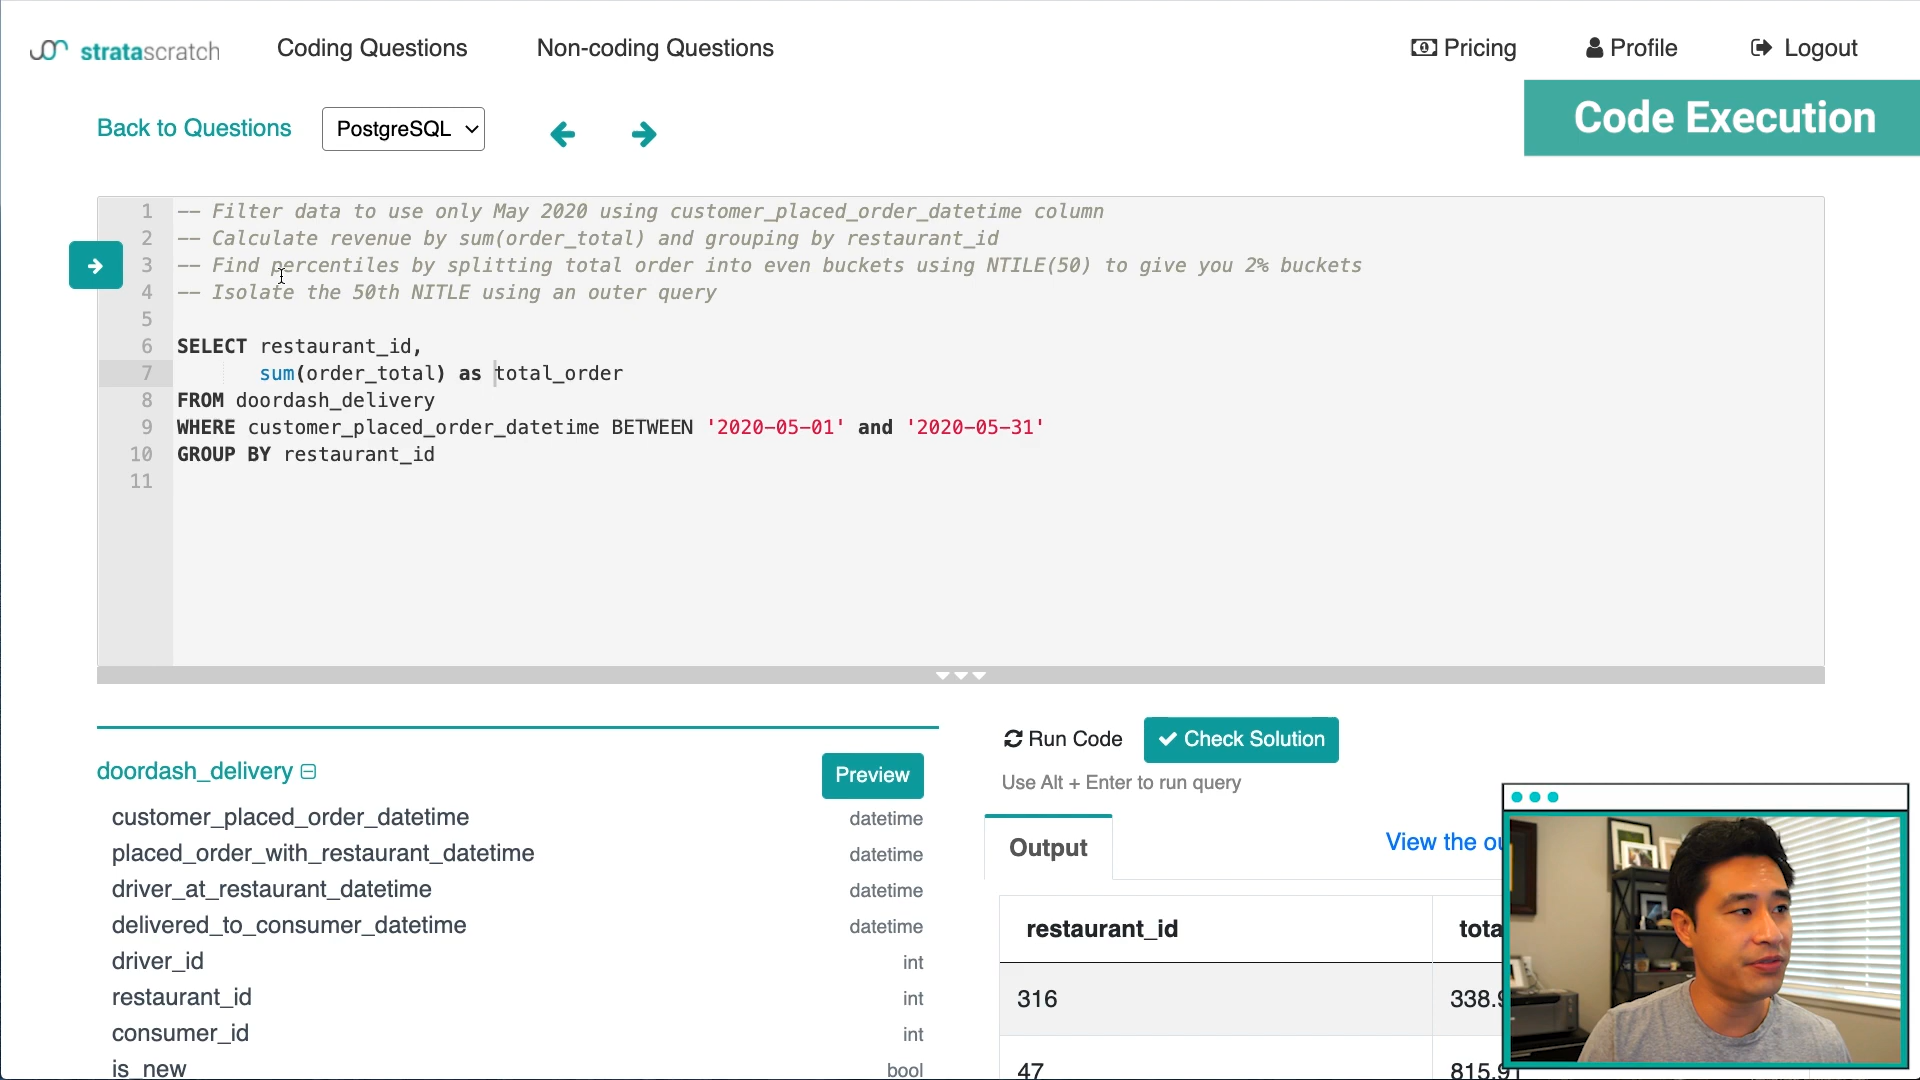 stratascratch
Coding Questions
Non-coding Questions
Pricing
Profile
Logout
Code Execution
Back to Questions
PostgreSQL
1 -- Filter data to use only May 2020 using customer_placed_order_datetime column
2 -- Calculate revenue by sum(order_total) and grouping by restaurant_id
3 -- Find percentiles by splitting total order into even buckets using NTILE(50) to give you 2% buckets
4 -- Isolate the 50th NITLE using an outer query
5
6 SELECT restaurant_id,
7 sum(order_total) as total_order
8 FROM doordash_delivery
9 WHERE customer_placed_order_datetime BETWEEN '2020-05-01' and '2020-05-31'
10 GROUP BY restaurant_id
11
doordash_delivery
Preview
customer_placed_order_datetime datetime
placed_order_with_restaurant_datetime datetime
driver_at_restaurant_datetime datetime
delivered_to_consumer_datetime datetime
driver_id int
restaurant_id int
consumer_id int
is_new bool
Run Code
Check Solution
Use Alt + Enter to run query
Output
View the
restaurant_id
316
47